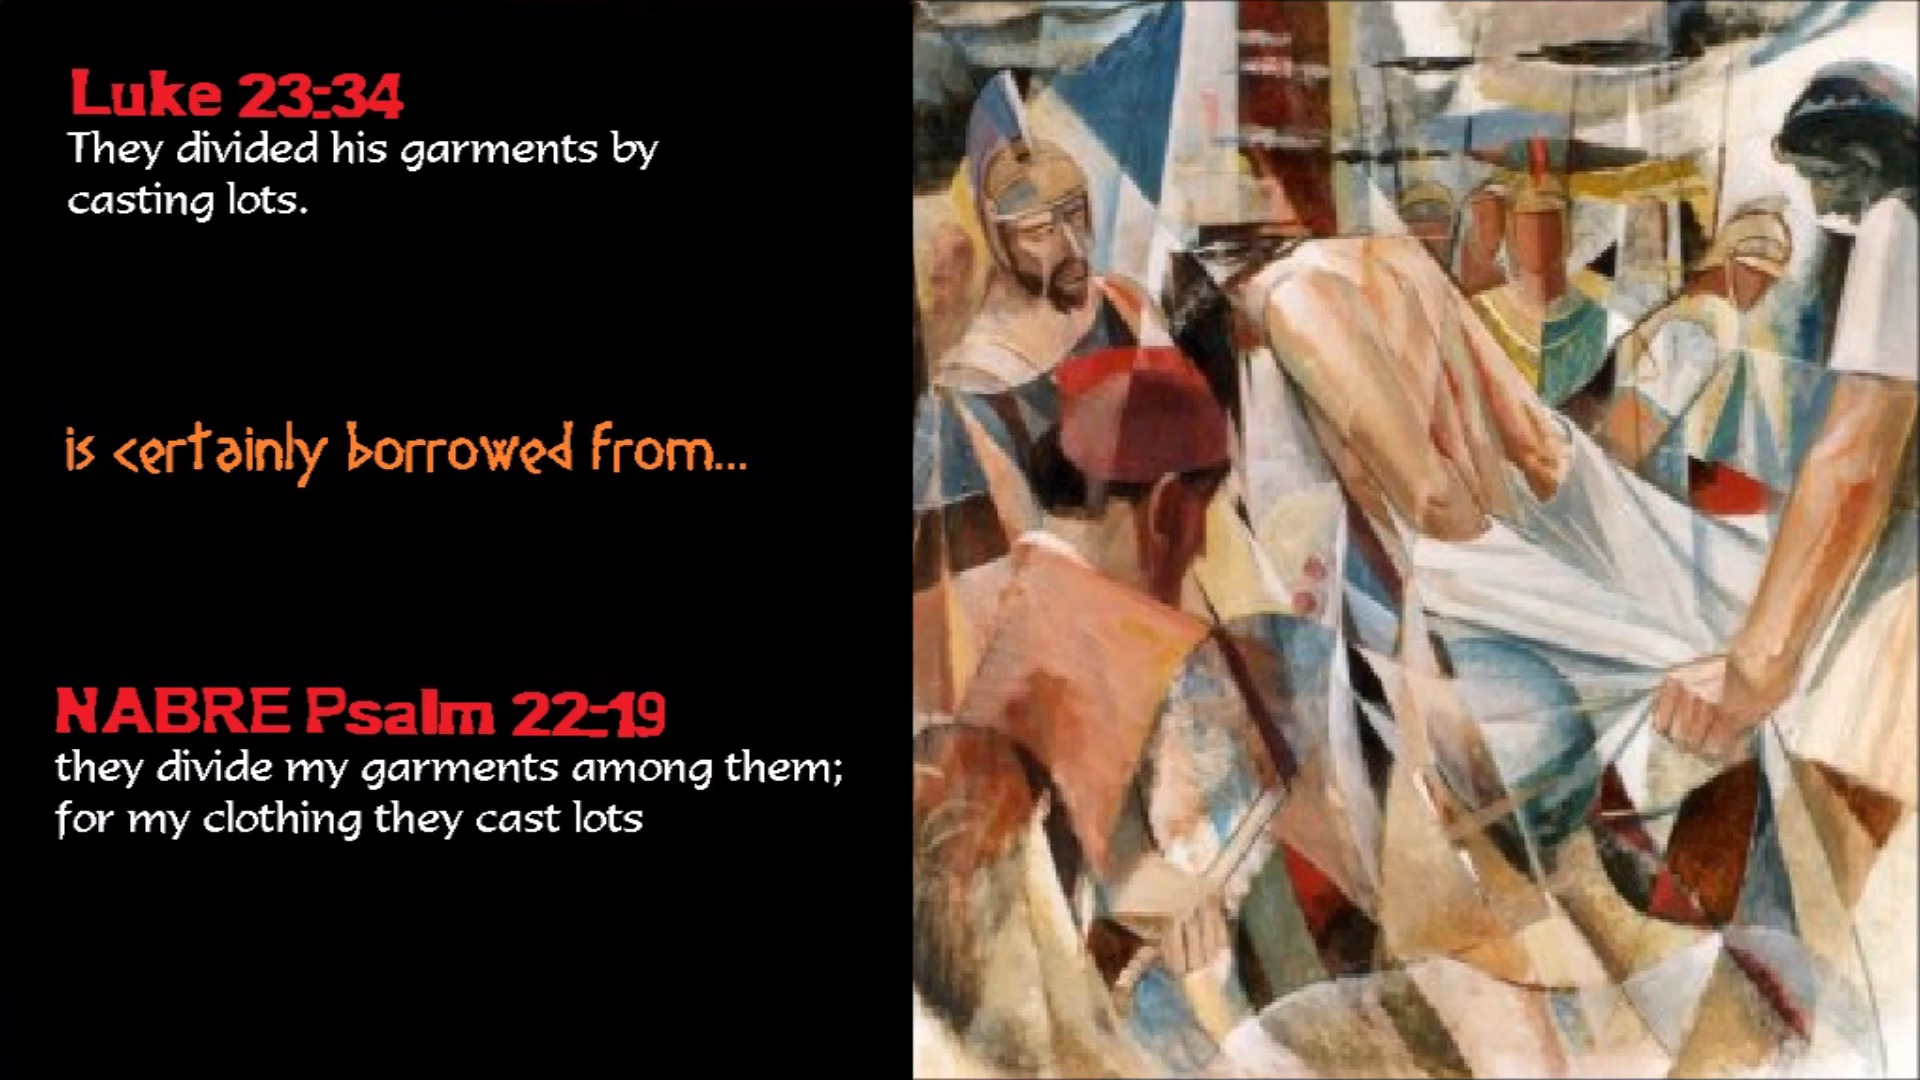 Luke 23:34
They divided his garments by
casting lots.
is certainly borrowed from...
NABRE Psalm 22:19
they divide my garments among them;
for my clothing they cast lots